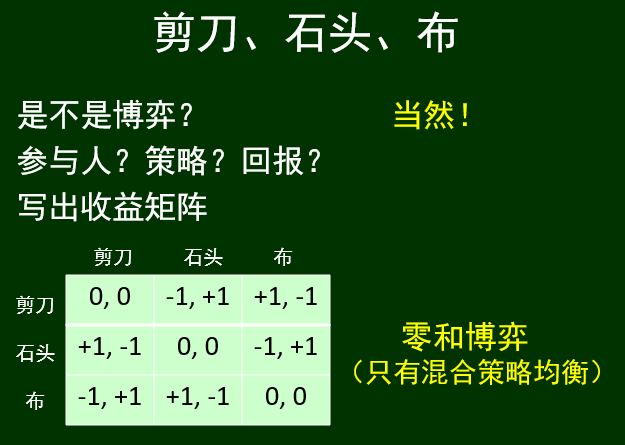 剪刀、石头、布
是不是博弈？ 当然！
参与人？策略？回报？
写出收益矩阵
剪刀 石头 布
剪刀 0, 0 -1, +1 +1, -1
石头 +1, -1 0, 0 -1, +1
布 -1, +1 +1, -1 0, 0
零和博弈
（只有混合策略均衡）